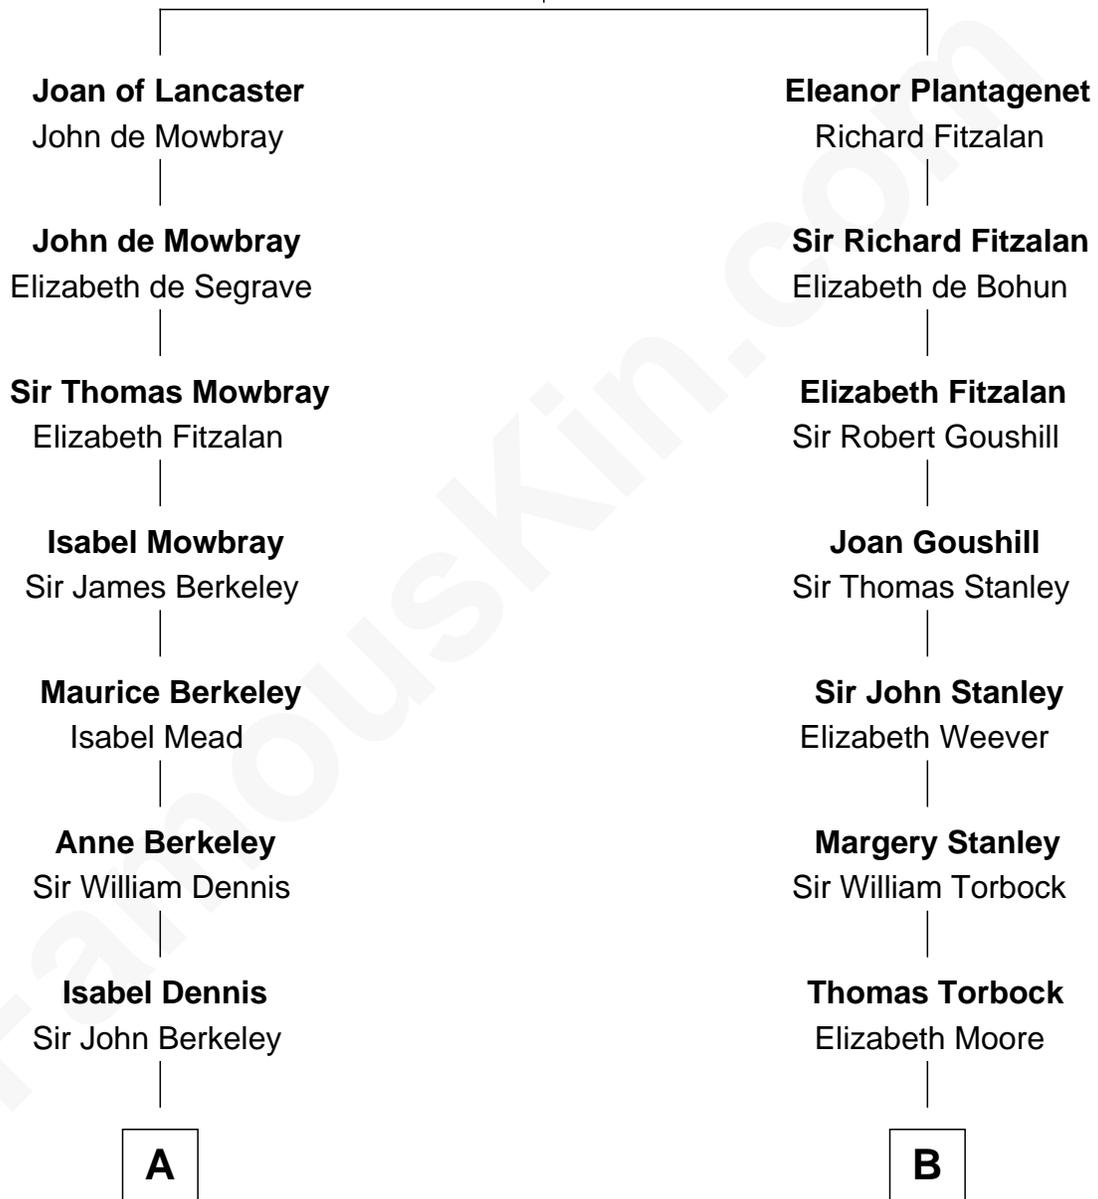 Joan of Lancaster
John de Mowbray
John de Mowbray
Elizabeth de Segrave
Sir Thomas Mowbray
Elizabeth Fitzalan
Isabel Mowbray
Sir James Berkeley
Maurice Berkeley
Isabel Mead
Anne Berkeley
Sir William Dennis
Isabel Dennis
Sir John Berkeley
A
Eleanor Plantagenet
Richard Fitzalan
Sir Richard Fitzalan
Elizabeth de Bohun
Elizabeth Fitzalan
Sir Robert Goushill
Joan Goushill
Sir Thomas Stanley
Sir John Stanley
Elizabeth Weever
Margery Stanley
Sir William Torbock
Thomas Torbock
Elizabeth Moore
B
FamousKin.com